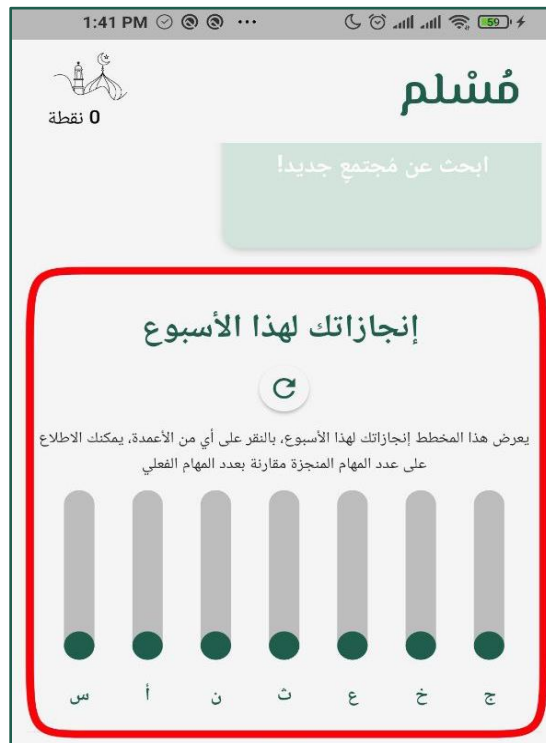 1:41 PM
59
مُسْلم
0 نقطة
ابحث عن مُجتمعٍ جديد!
إنجازاتك لهذا الأسبوع
يعرض هذا المخطط إنجازاتك لهذا الأسبوع، بالنقر على أي من الأعمدة، يمكنك الاطلاع
على عدد المهام المنجزة مقارنة بعدد المهام الفعلي
س أ ن ث ع خ ج